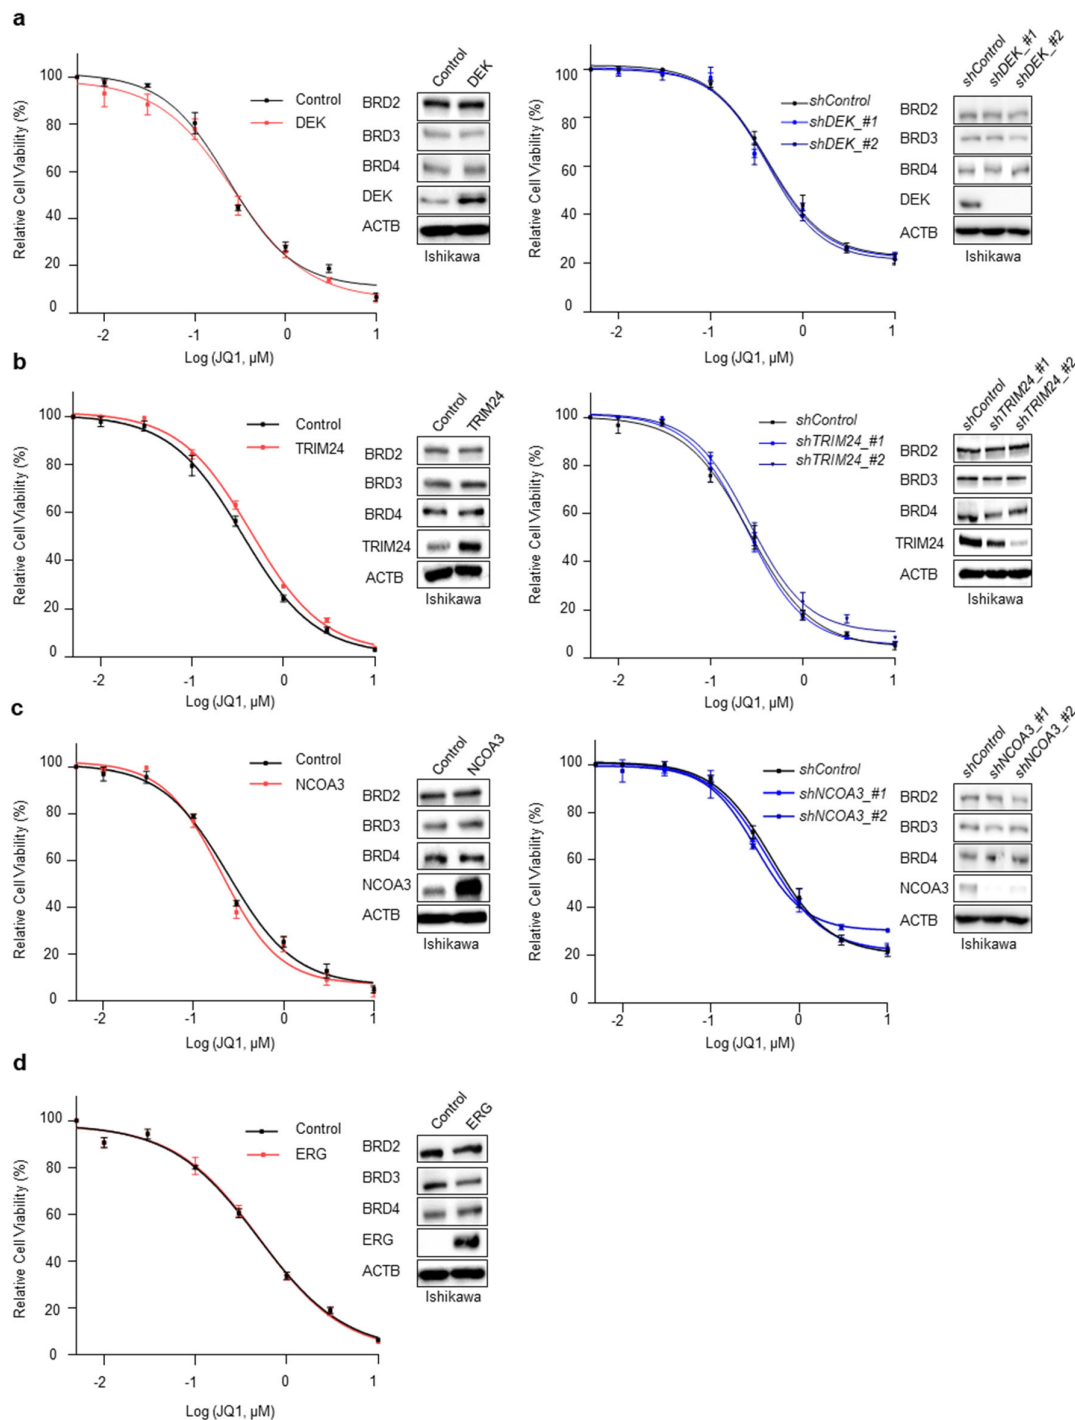 a
Relative Cell Viability (%)
100
80
60
40
20
0
-2
-1
0
1
Log (JQ1, µM)
Control
DEK
Control
DEK
BRD2
BRD3
BRD4
DEK
ACTB
Ishikawa
Relative Cell Viability (%)
100
80
60
40
20
0
-2
-1
0
1
Log (JQ1, µM)
shControl
shDEK_#1
shDEK_#2
shControl
shDEK_#1
shDEK_#2
BRD2
BRD3
BRD4
DEK
ACTB
Ishikawa
b
Relative Cell Viability (%)
100
80
60
40
20
0
-2
-1
0
1
Log (JQ1, µM)
Control
TRIM24
Control
TRIM24
BRD2
BRD3
BRD4
TRIM24
ACTB
Ishikawa
Relative Cell Viability (%)
100
80
60
40
20
0
-2
-1
0
1
Log (JQ1, µM)
shControl
shTRIM24_#1
shTRIM24_#2
shControl
shTRIM24_#1
shTRIM24_#2
BRD2
BRD3
BRD4
TRIM24
ACTB
Ishikawa
c
Relative Cell Viability (%)
100
80
60
40
20
0
-2
-1
0
1
Log (JQ1, µM)
Control
NCOA3
Control
NCOA3
BRD2
BRD3
BRD4
NCOA3
ACTB
Ishikawa
Relative Cell Viability (%)
100
80
60
40
20
0
-2
-1
0
1
Log (JQ1, µM)
shControl
shNCOA3_#1
shNCOA3_#2
shControl
shNCOA3_#1
shNCOA3_#2
BRD2
BRD3
BRD4
NCOA3
ACTB
Ishikawa
d
Relative Cell Viability (%)
100
80
60
40
20
0
-2
-1
0
1
Log (JQ1, µM)
Control
ERG
Control
ERG
BRD2
BRD3
BRD4
ERG
ACTB
Ishikawa